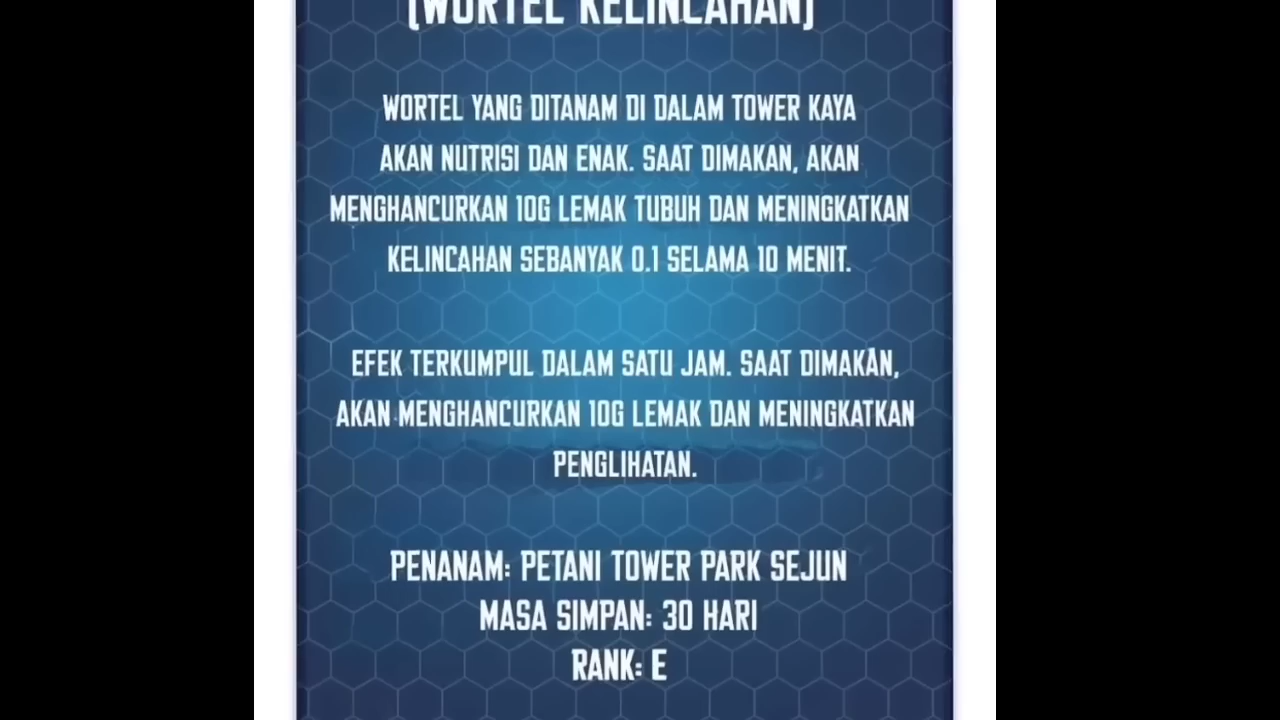 [WORTEL KELINCAHAN]
WORTEL YANG DITANAM DI DALAM TOWER KAYA
AKAN NUTRISI DAN ENAK. SAAT DIMAKAN, AKAN
MENGHANCURKAN 10G LEMAK TUBUH DAN MENINGKATKAN
KELINCAHAN SEBANYAK 0.1 SELAMA 10 MENIT.
EFEK TERKUMPUL DALAM SATU JAM. SAAT DIMAKAN,
AKAN MENGHANCURKAN 10G LEMAK DAN MENINGKATKAN
PENGLIHATAN.
PENANAM: PETANI TOWER PARK SEJUN
MASA SIMPAN: 30 HARI
RANK: E